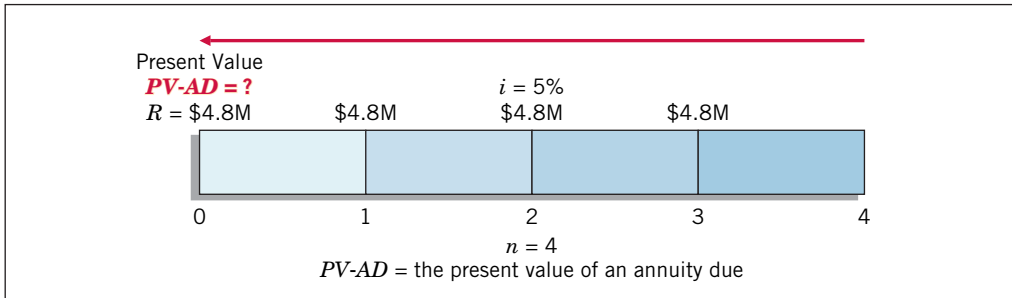 Present Value
PV-AD = ?
i = 5%
R = $4.8M $4.8M $4.8M $4.8M
0 1 2 3 4
n = 4
PV-AD = the present value of an annuity due